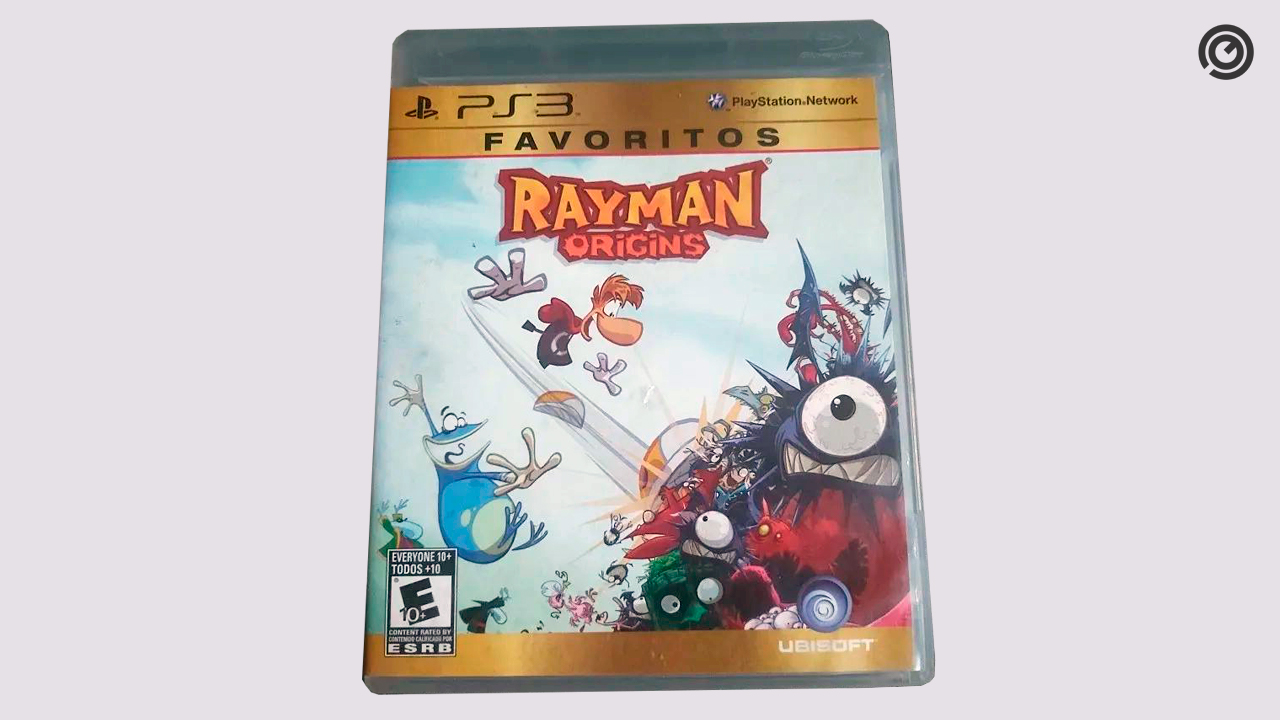 PS3
PlayStation®Network
FAVORITOS
RAYMAN®
ORIGINS
EVERYONE 10+
TODOS +10
E
10+
CONTENT RATED BY
CONTENIDO CALIFICADO POR
ESRB
UBISOFT